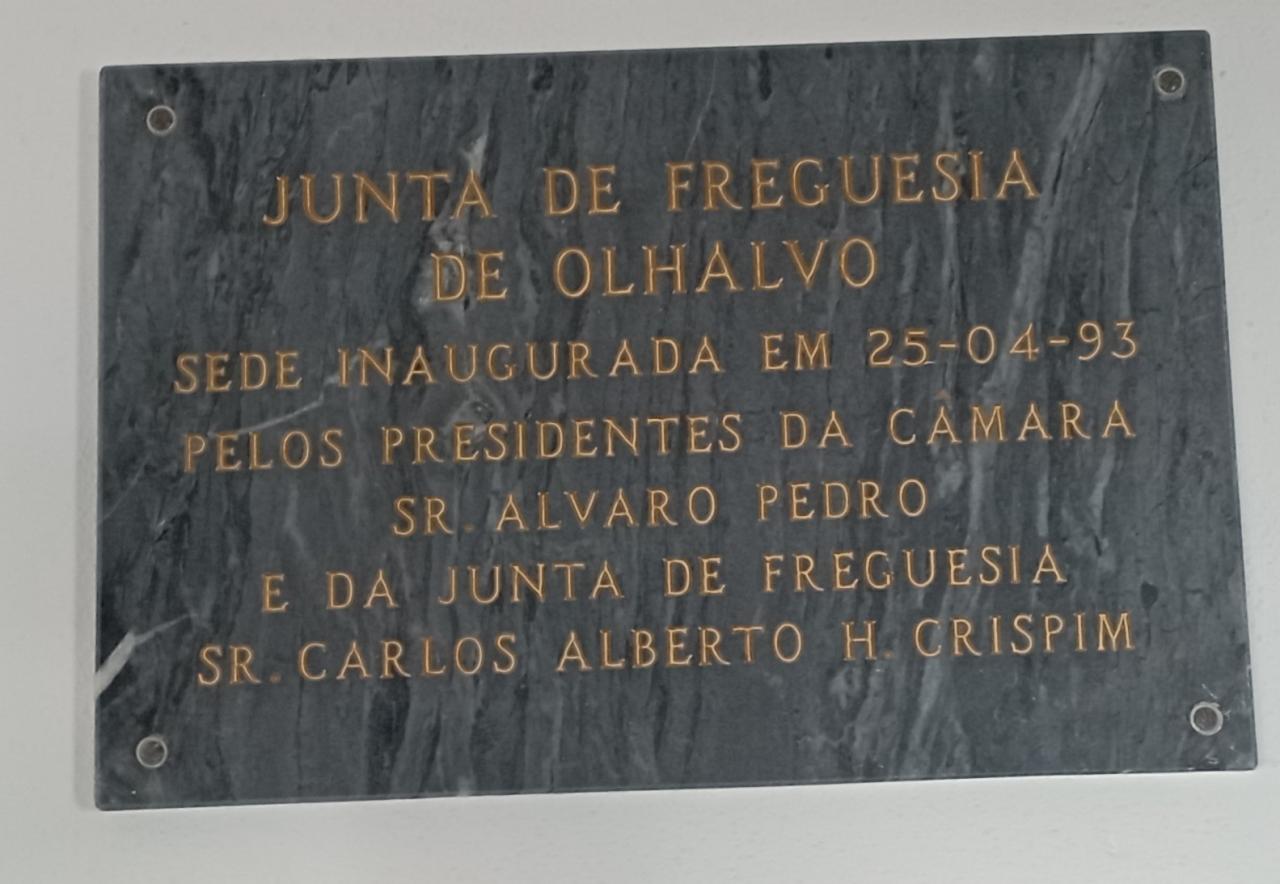 JUNTA DE FREGUESIA
DE OLHALVO
SEDE INAUGURADA EM 25-04-93
PELOS PRESIDENTES DA CÂMARA
SR. ALVARO PEDRO
E DA JUNTA DE FREGUESIA
SR. CARLOS ALBERTO H. CRISPIM